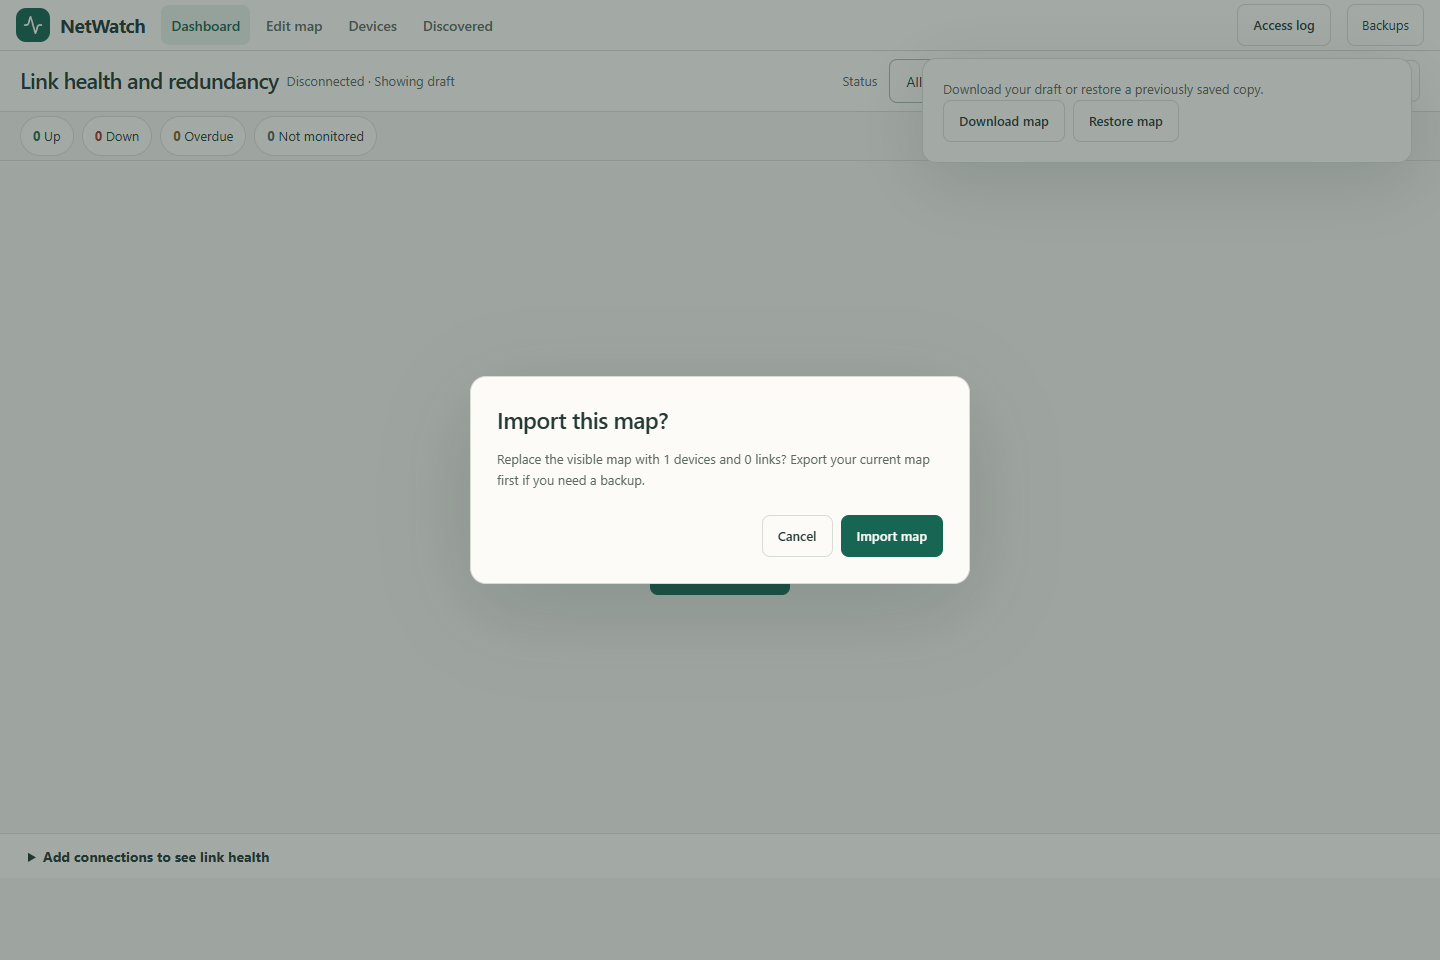 NetWatch
Dashboard
Edit map
Devices
Discovered
Access log
Backups
Link health and redundancy
Disconnected · Showing draft
Status
All
Download your draft or restore a previously saved copy.
Download map
Restore map
0 Up
0 Down
0 Overdue
0 Not monitored
Import this map?
Replace the visible map with 1 devices and 0 links? Export your current map
first if you need a backup.
Cancel
Import map
Add connections to see link health